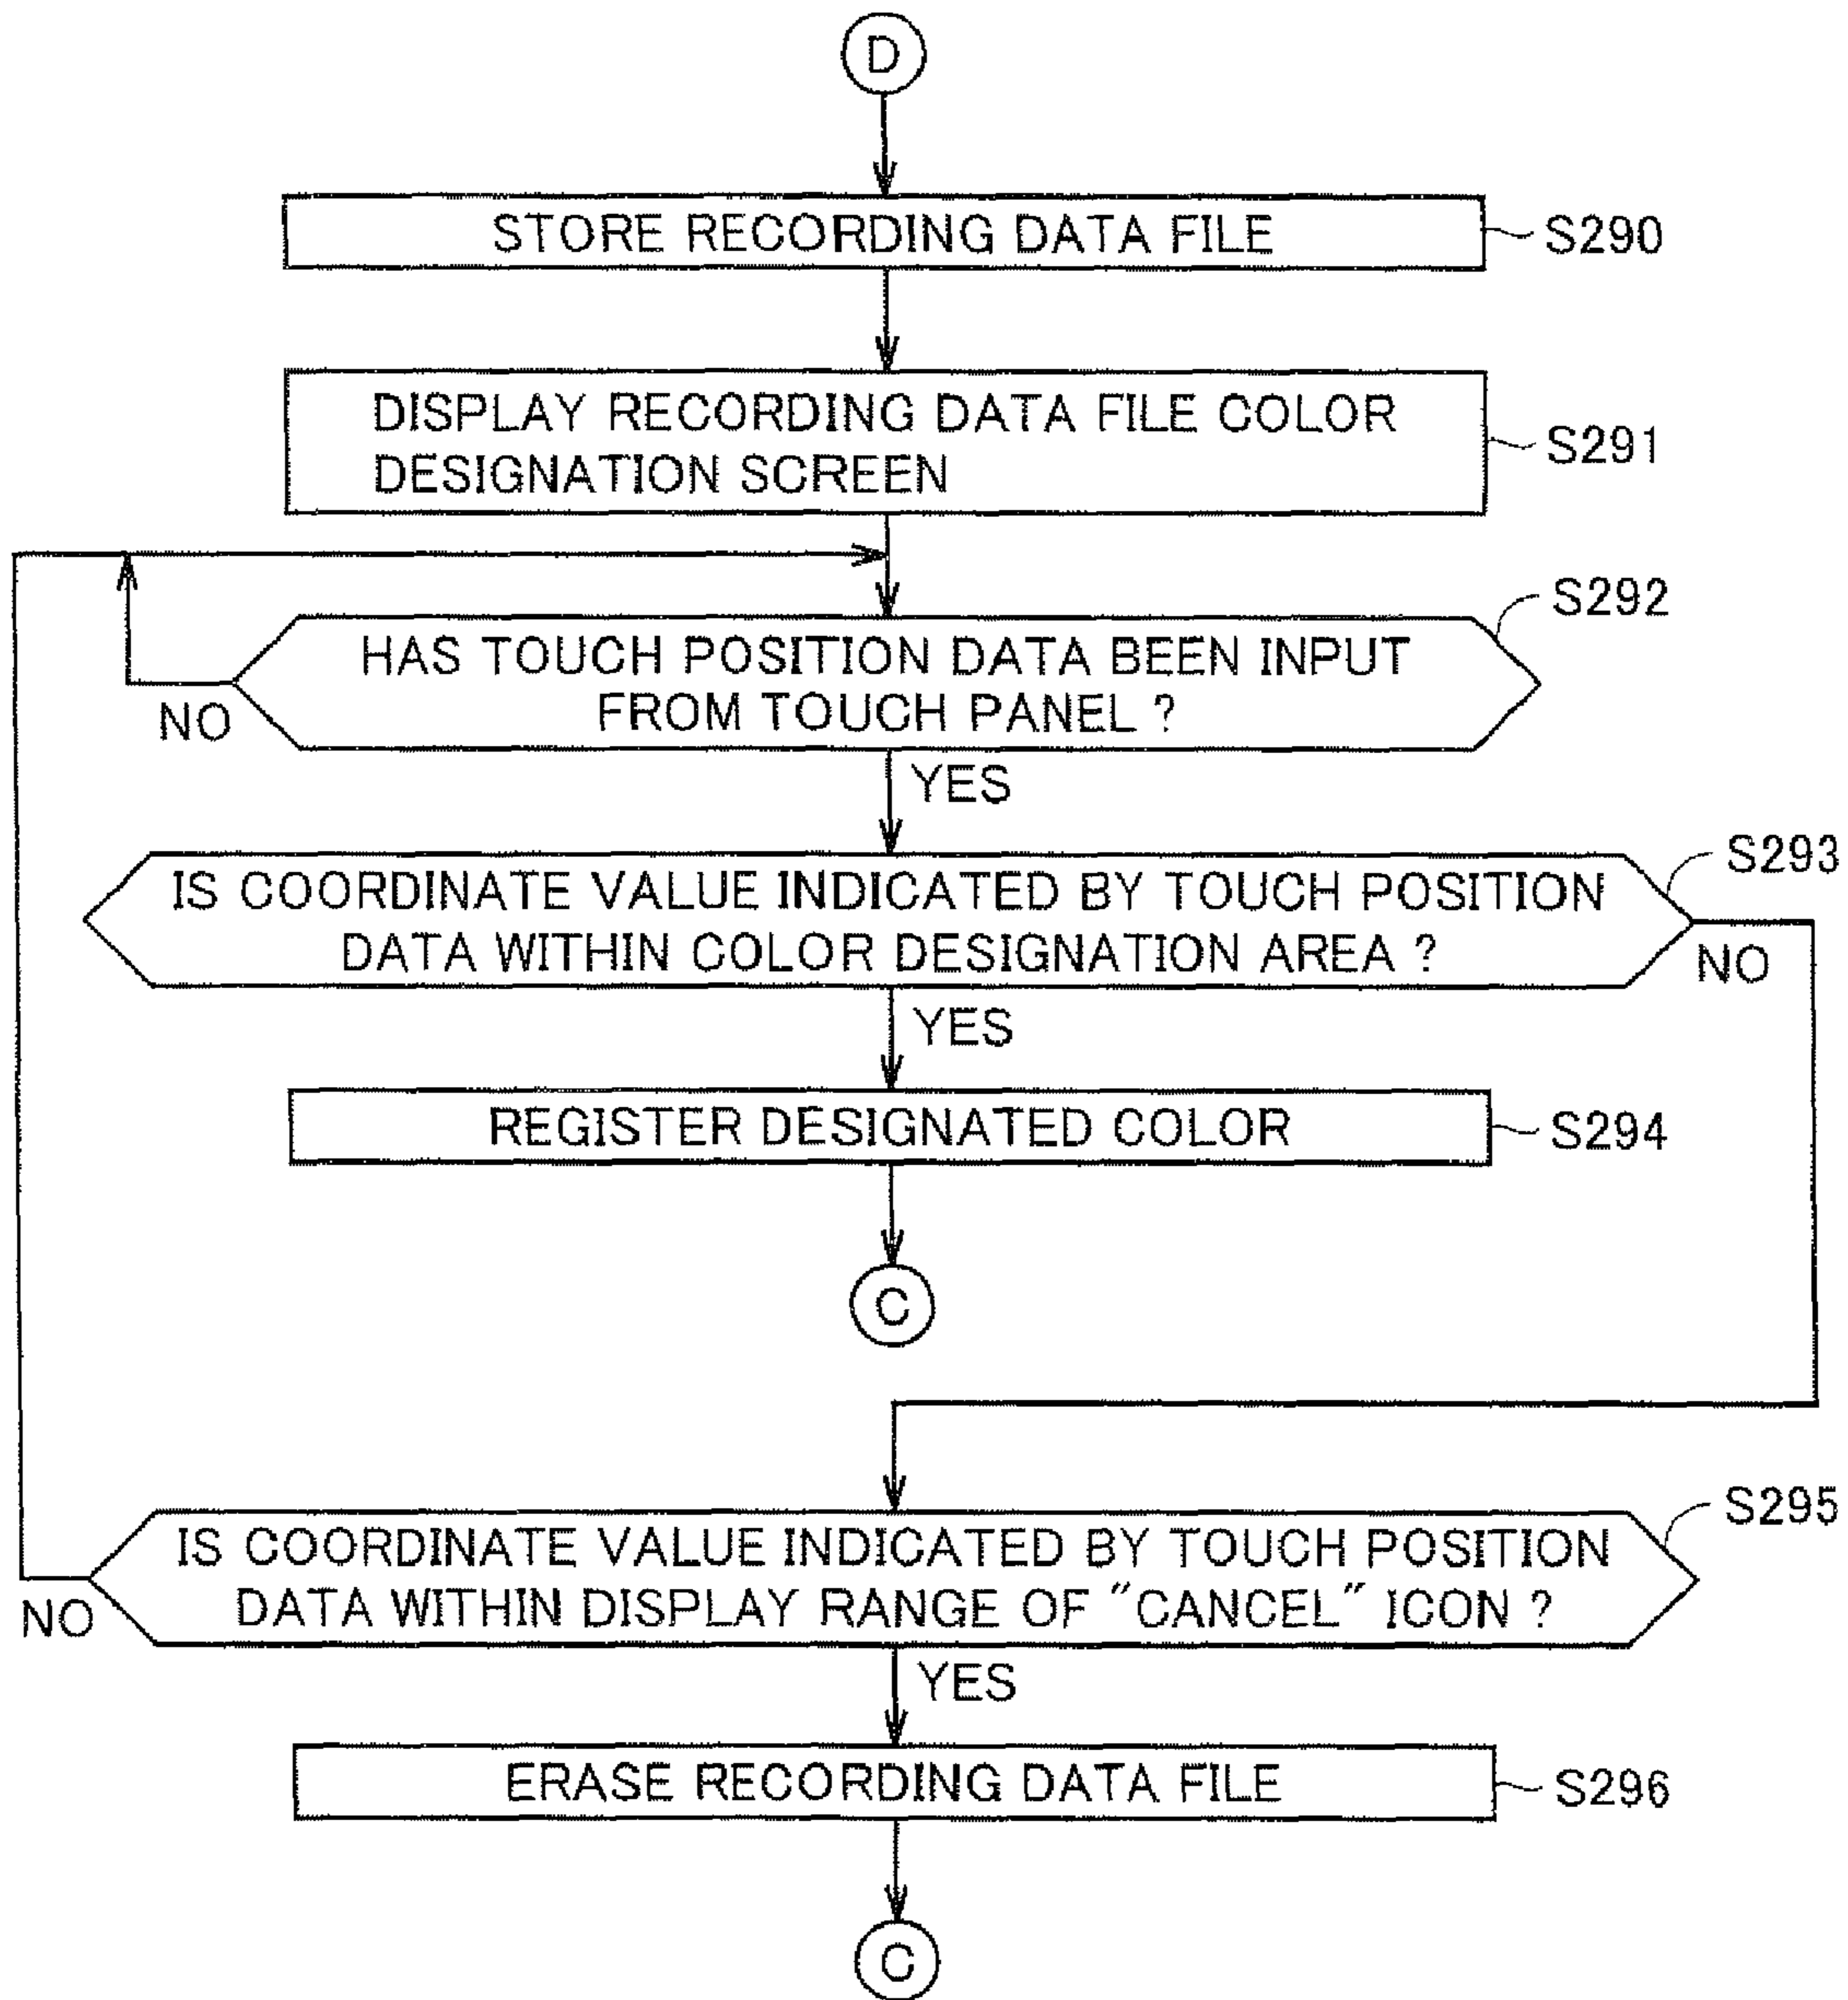 D
STORE RECORDING DATA FILE
S290
DISPLAY RECORDING DATA FILE COLOR
DESIGNATION SCREEN
S291
S292
HAS TOUCH POSITION DATA BEEN INPUT
FROM TOUCH PANEL ?
NO
YES
S293
IS COORDINATE VALUE INDICATED BY TOUCH POSITION
DATA WITHIN COLOR DESIGNATION AREA ?
NO
YES
REGISTER DESIGNATED COLOR
S294
C
S295
IS COORDINATE VALUE INDICATED BY TOUCH POSITION
DATA WITHIN DISPLAY RANGE OF "CANCEL" ICON ?
NO
YES
ERASE RECORDING DATA FILE
S296
C